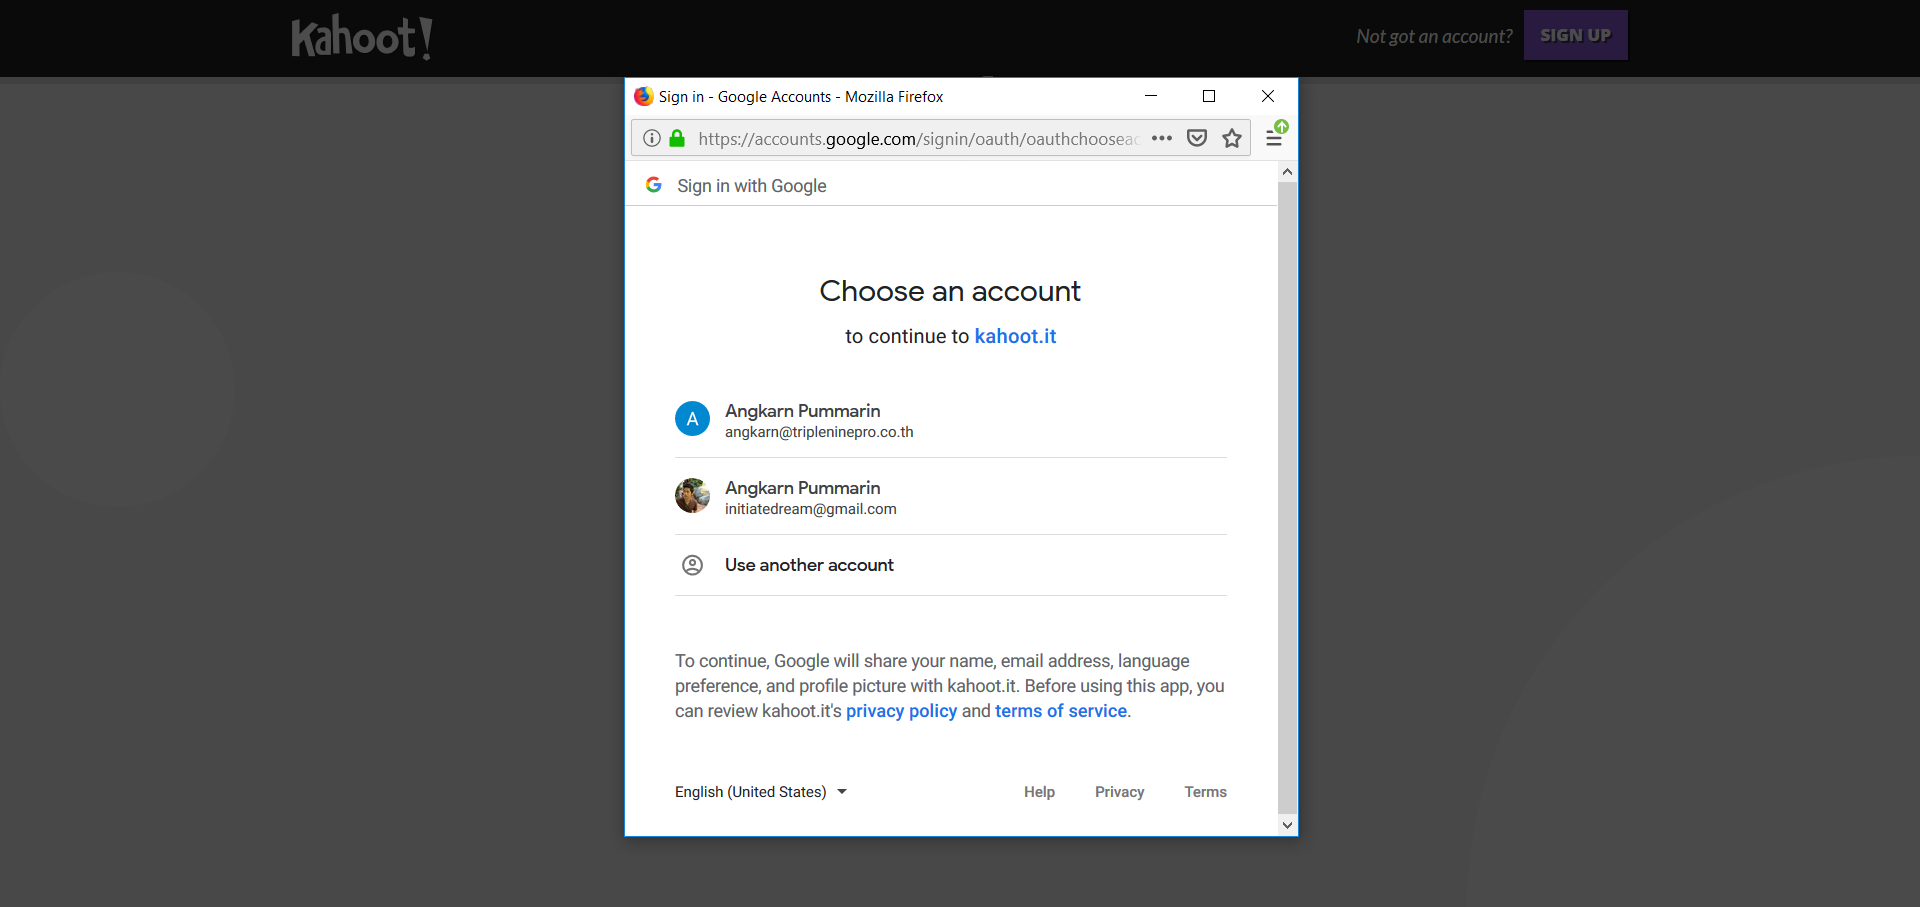 Kahoot!
Not got an account? SIGN UP
Sign in - Google Accounts - Mozilla Firefox
https://accounts.google.com/signin/oauth/oauthchooseac
Sign in with Google
Choose an account
to continue to kahoot.it
A
Angkarn Pummarin
angkarn@tripleninepro.co.th
Angkarn Pummarin
initiatedream@gmail.com
Use another account
To continue, Google will share your name, email address, language
preference, and profile picture with kahoot.it. Before using this app, you
can review kahoot.it's privacy policy and terms of service.
English (United States) Help Privacy Terms